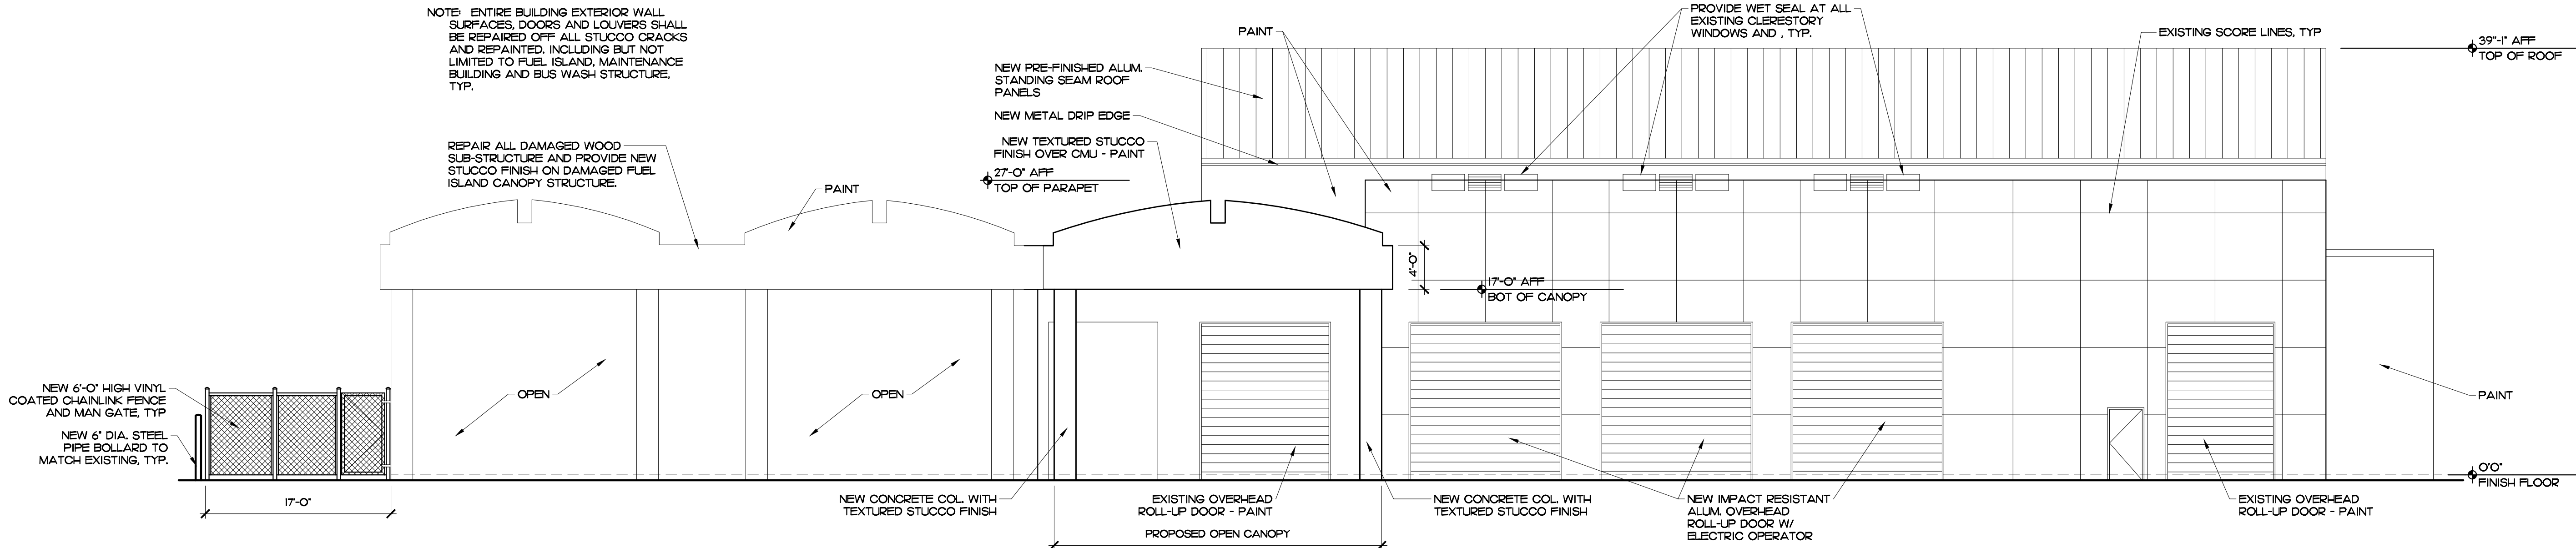 NOTE: ENTIRE BUILDING EXTERIOR WALL
SURFACES, DOORS AND LOUVERS SHALL
BE REPAIRED OFF ALL STUCCO CRACKS
AND REPAINTED. INCLUDING BUT NOT
LIMITED TO FUEL ISLAND, MAINTENANCE
BUILDING AND BUS WASH STRUCTURE,
TYP.
REPAIR ALL DAMAGED WOOD
SUB-STRUCTURE AND PROVIDE NEW
STUCCO FINISH ON DAMAGED FUEL
ISLAND CANOPY STRUCTURE.
PAINT
NEW PRE-FINISHED ALUM.
STANDING SEAM ROOF
PANELS
NEW METAL DRIP EDGE
NEW TEXTURED STUCCO
FINISH OVER CMU - PAINT
27'-0" AFF
TOP OF PARAPET
PAINT
PROVIDE WET SEAL AT ALL
EXISTING CLERESTORY
WINDOWS AND , TYP.
EXISTING SCORE LINES, TYP
39"-1" AFF
TOP OF ROOF
4'-0"
17'-0" AFF
BOT OF CANOPY
NEW 6'-0" HIGH VINYL
COATED CHAINLINK FENCE
AND MAN GATE, TYP
NEW 6" DIA. STEEL
PIPE BOLLARD TO
MATCH EXISTING, TYP.
OPEN
OPEN
PAINT
0'0"
FINISH FLOOR
17'-0"
NEW CONCRETE COL. WITH
TEXTURED STUCCO FINISH
EXISTING OVERHEAD
ROLL-UP DOOR - PAINT
PROPOSED OPEN CANOPY
NEW CONCRETE COL. WITH
TEXTURED STUCCO FINISH
NEW IMPACT RESISTANT
ALUM. OVERHEAD
ROLL-UP DOOR W/
ELECTRIC OPERATOR
EXISTING OVERHEAD
ROLL-UP DOOR - PAINT